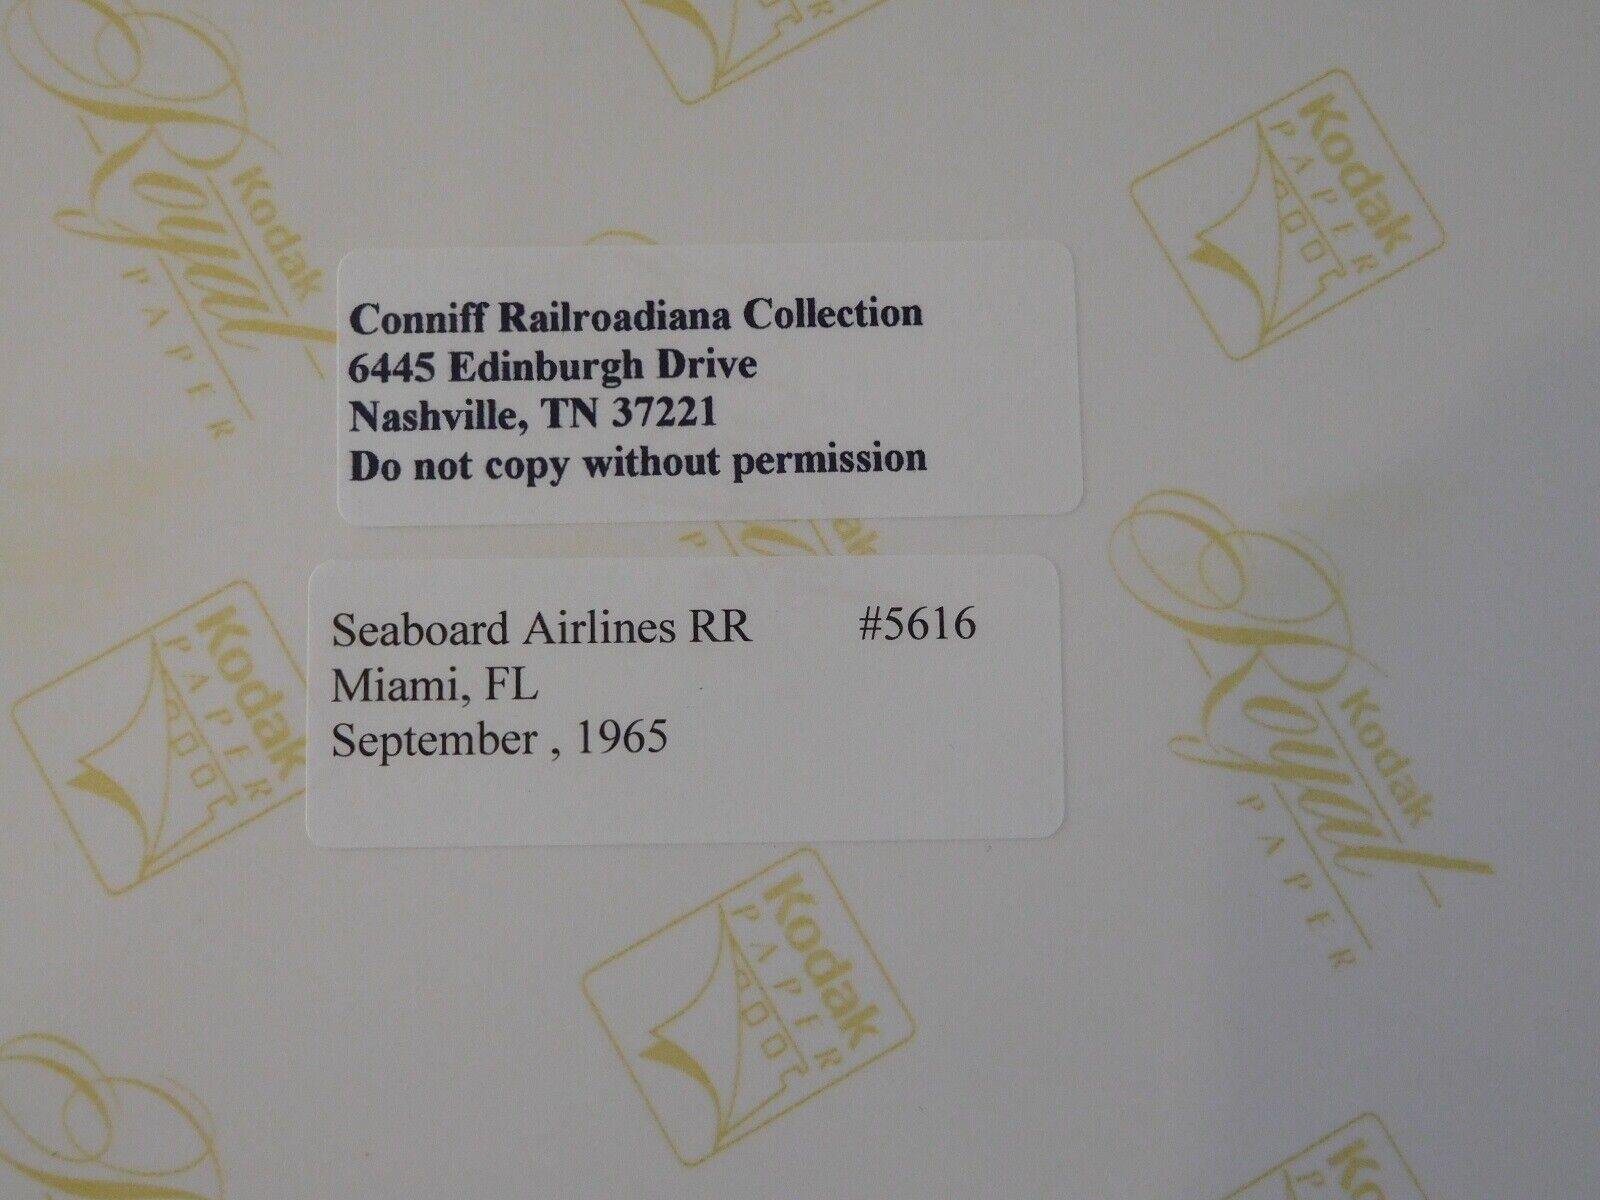 Royal
Kodak
PAPER
Kodak
PAPER
Conniff Railroadiana Collection
6445 Edinburgh Drive
Nashville, TN 37221
Do not copy without permission
Seaboard Airlines RR #5616
Miami, FL
September , 1965
Kodak
PAPER
Royal
Kodak
PAPER
Kodak
PAPER